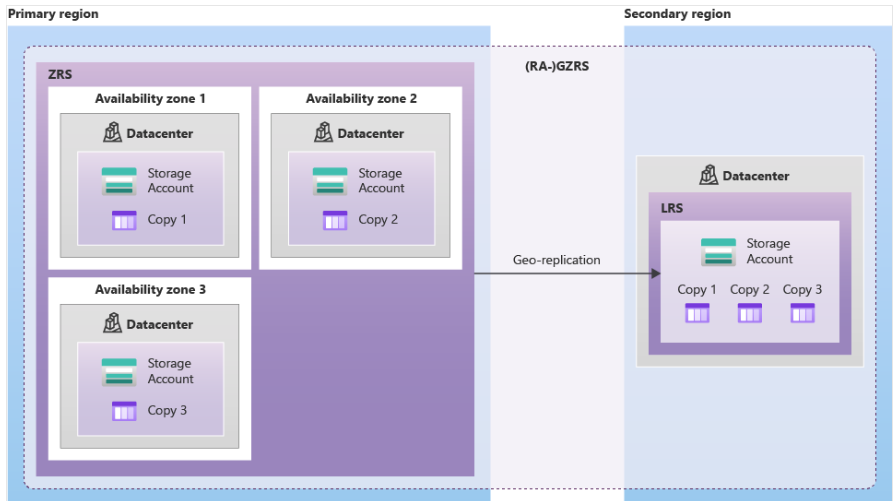 Primary region
Secondary region
(RA-)GZRS
ZRS
Availability zone 1
Datacenter
Storage
Account
Copy 1
Availability zone 2
Datacenter
Storage
Account
Copy 2
Availability zone 3
Datacenter
Storage
Account
Copy 3
Geo-replication
Datacenter
LRS
Storage
Account
Copy 1 Copy 2 Copy 3